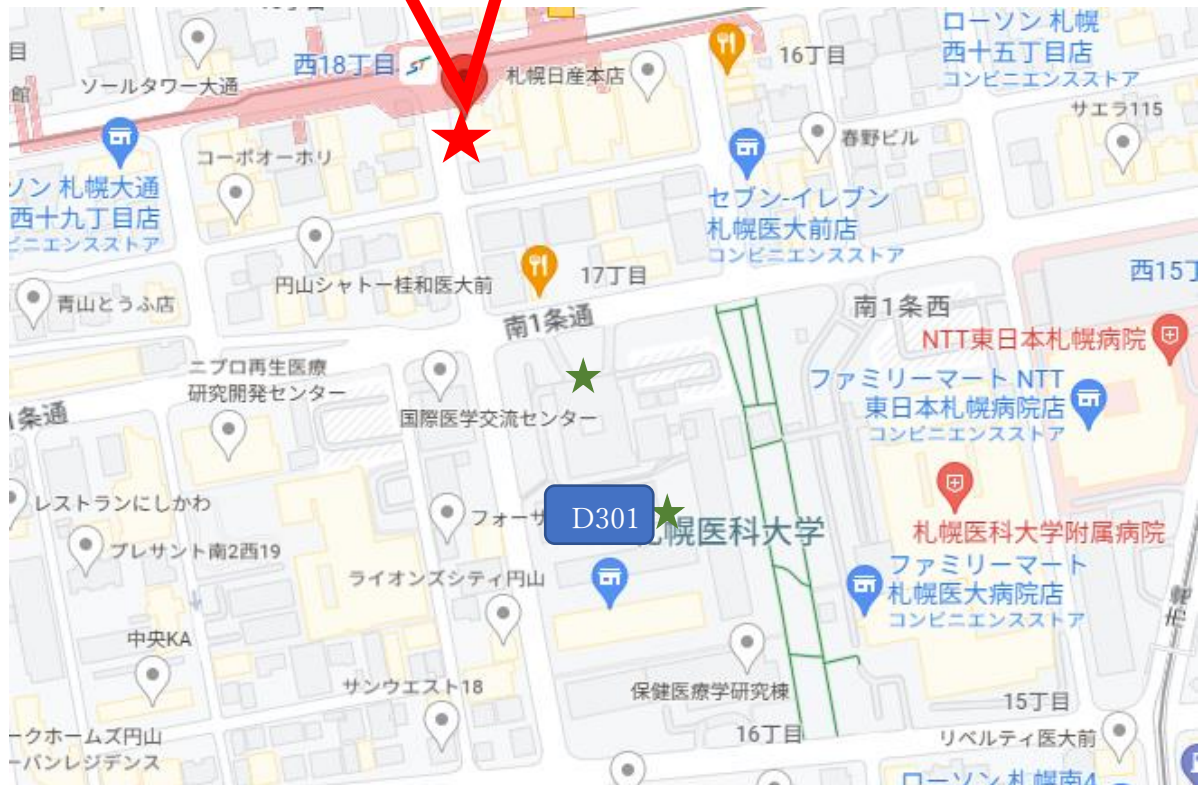 ローソン 札幌
西十五丁目店
コンビニエンスストア
目
館
ソールタワー大通
西18丁目
ST
札幌日産本店
16丁目
サエラ115
春野ビル
コーポオーホリ
ソン 札幌大通
西十九丁目店
ビニエンスストア
セブン-イレブン
札幌医大前店
コンビニエンスストア
円山シャトー桂和医大前
17丁目
西15丁
青山とうふ店
南1条通
南1条西
NTT東日本札幌病院
ニプロ再生医療
研究開発センター
ファミリーマート NTT
東日本札幌病院店
コンビニエンスストア
1条通
国際医学交流センター
レストランにしかわ
フォーサ
D301
幌医科大学
札幌医科大学附属病院
プレサント南2西19
ライオンズシティ円山
ファミリーマート
札幌医大病院店
コンビニエンスストア
中央KA
サンウエスト18
保健医療学研究棟
15丁目
16丁目
リベルティ医大前
ークホームズ円山
ーバンレジデンス
ローソン 札幌南4